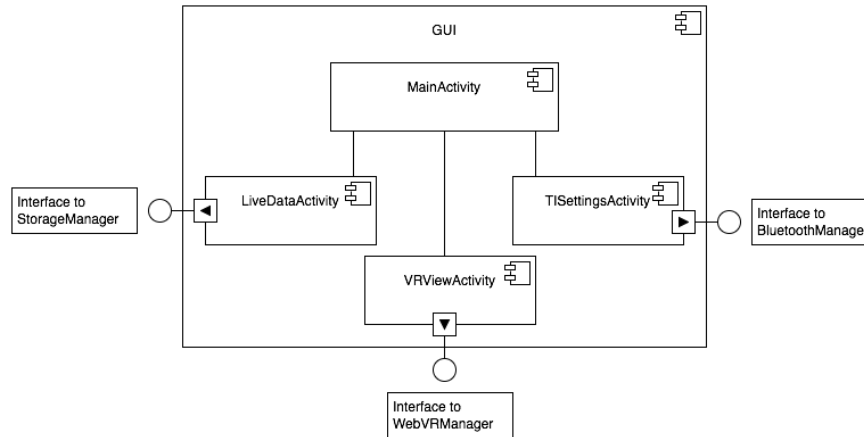 GUI
MainActivity
LiveDataActivity
TISettingsActivity
Interface to
StorageManager
Interface to
BluetoothManage
VRViewActivity
Interface to
WebVRManager